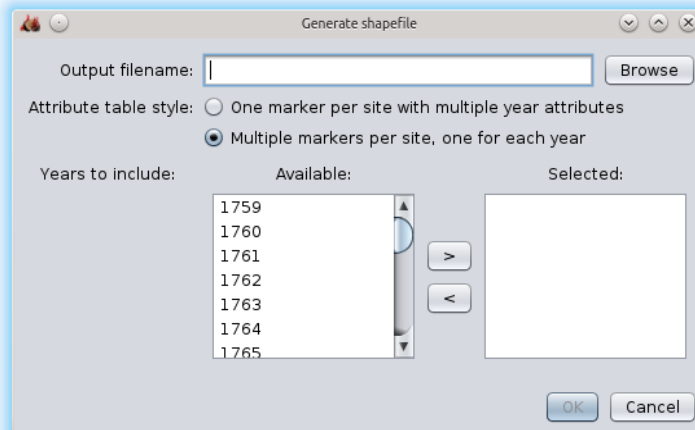 Generate shapefile
Output filename:
Browse
Attribute table style:
One marker per site with multiple year attributes
Multiple markers per site, one for each year
Years to include:
Available:
Selected:
1759
1760
1761
1762
1763
1764
1765
>
<
OK
Cancel